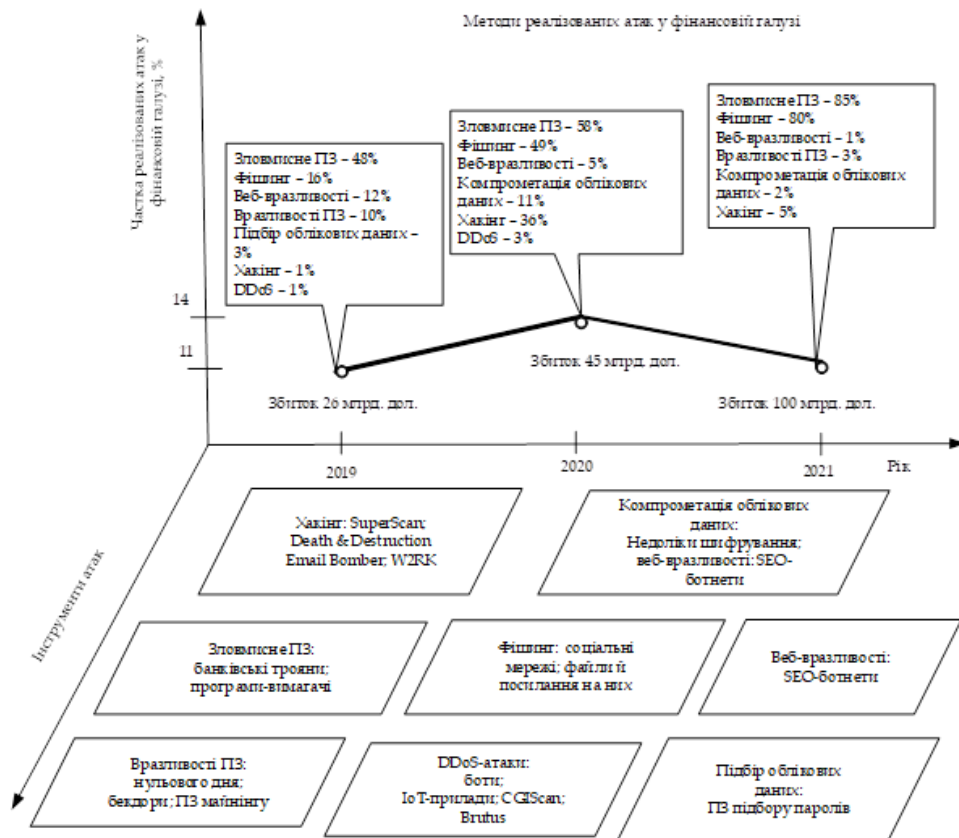 Методи реалізованих атак у фінансовій галузі
Частка реалізованих атак у
фінансовій галузі, %
Зловмисне ПЗ – 48%
Фішинг – 16%
Веб-вразливості – 12%
Вразливості ПЗ – 10%
Підбір облікових даних –
3%
Хакінг – 1%
DDoS – 1%
Зловмисне ПЗ – 58%
Фішинг – 49%
Веб-вразливості – 5%
Компрометація облікових
даних – 11%
Хакінг – 36%
DDoS – 3%
Зловмисне ПЗ – 85%
Фішинг – 80%
Веб-вразливості – 1%
Вразливості ПЗ – 3%
Компрометація облікових
даних – 2%
Хакінг – 5%
14
11
Збиток 26 млрд. дол.
Збиток 45 млрд. дол.
Збиток 100 млрд. дол.
2019
2020
2021
Рік
Інструменти атак
Хакінг: SuperScan;
Death & Destruction
Email Bomber; W2RK
Компрометація облікових
даних:
Недоліки шифрування;
веб-вразливості: SEO-
ботнети
Зловмисне ПЗ:
банківські трояни;
програми-вимагачі
Фішинг: соціальні
мережі; файли й
посилання на них
Веб-вразливості:
SEO-ботнети
Вразливості ПЗ:
нульового дня;
бекдори; ПЗ майнінгу
DDoS-атаки:
боти;
IoT-прилади; CGIScan;
Brutus
Підбір облікових
даних:
ПЗ підбору паролів